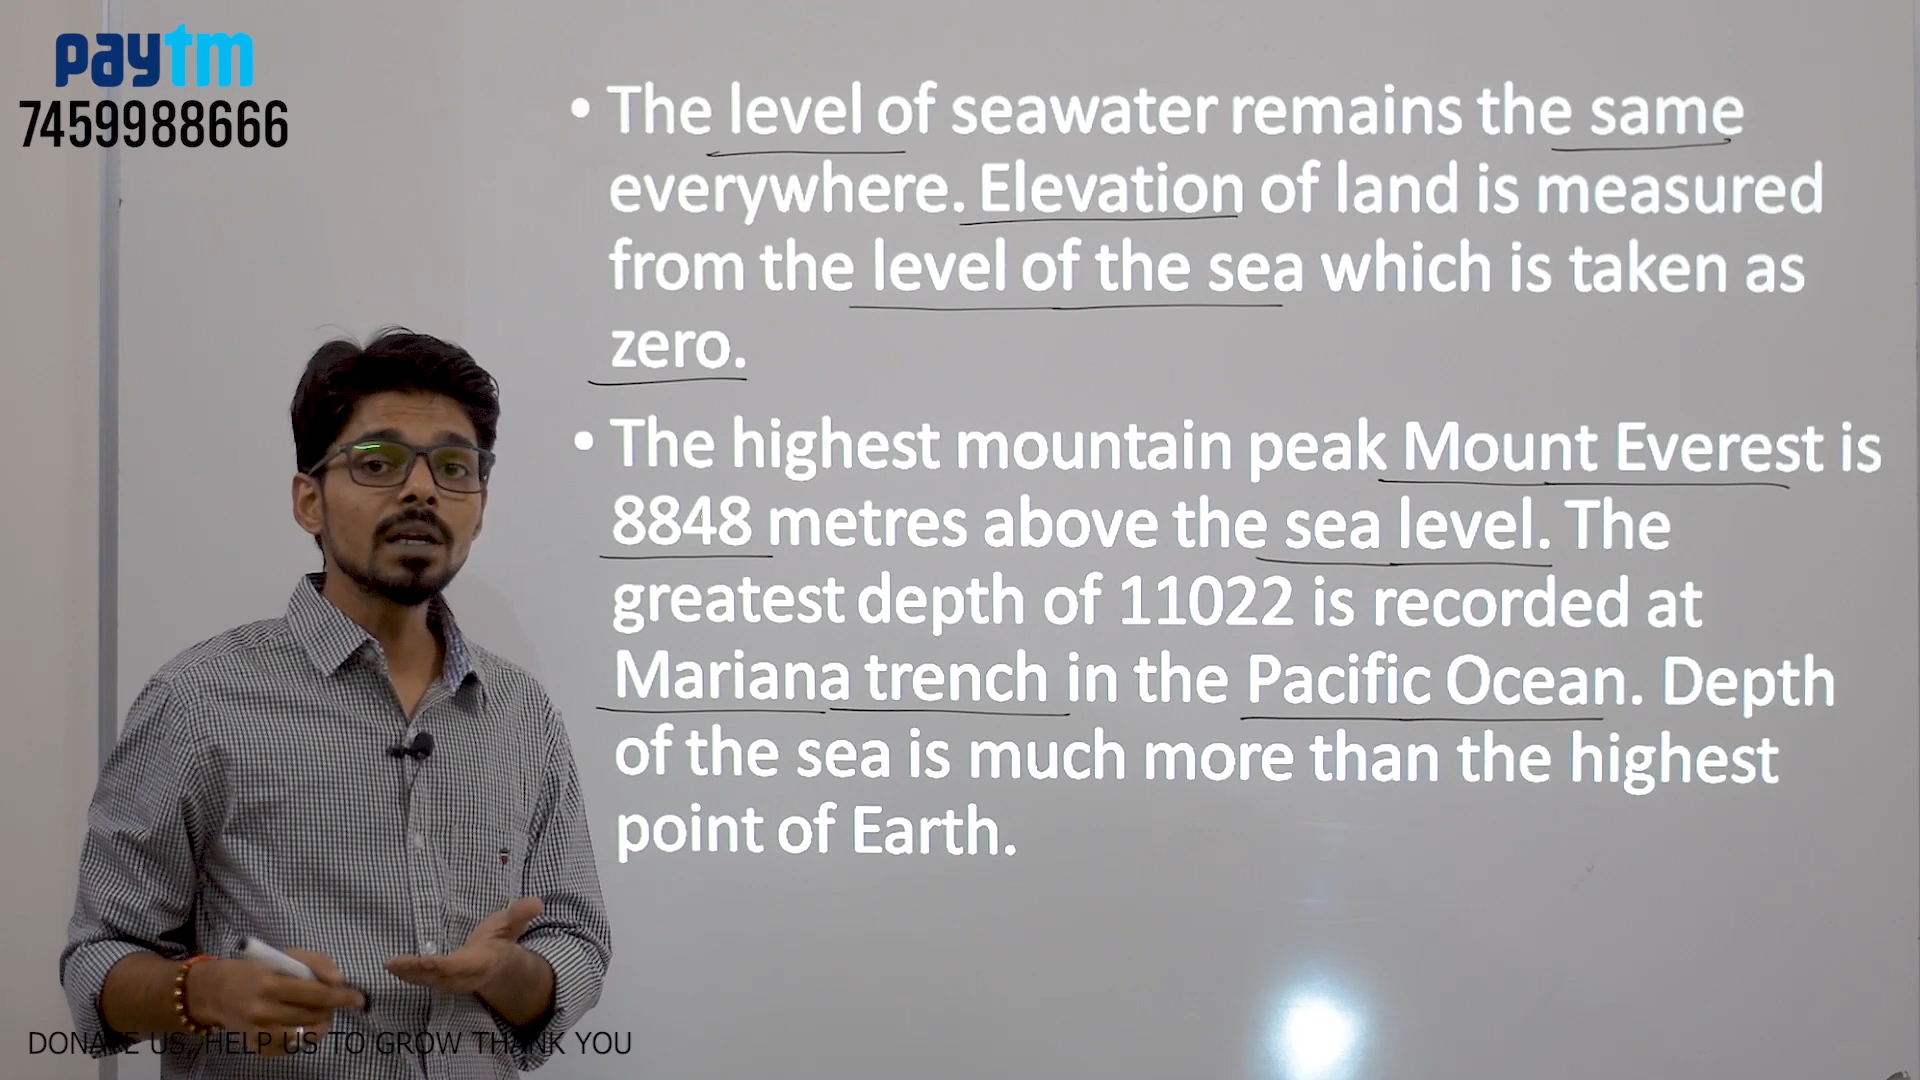 paytm
7459988666
• The level of seawater remains the same
everywhere. Elevation of land is measured
from the level of the sea which is taken as
zero.
• The highest mountain peak Mount Everest is
8848 metres above the sea level. The
greatest depth of 11022 is recorded at
Mariana trench in the Pacific Ocean. Depth
of the sea is much more than the highest
point of Earth.
DONATE US, HELP US TO GROW THANK YOU